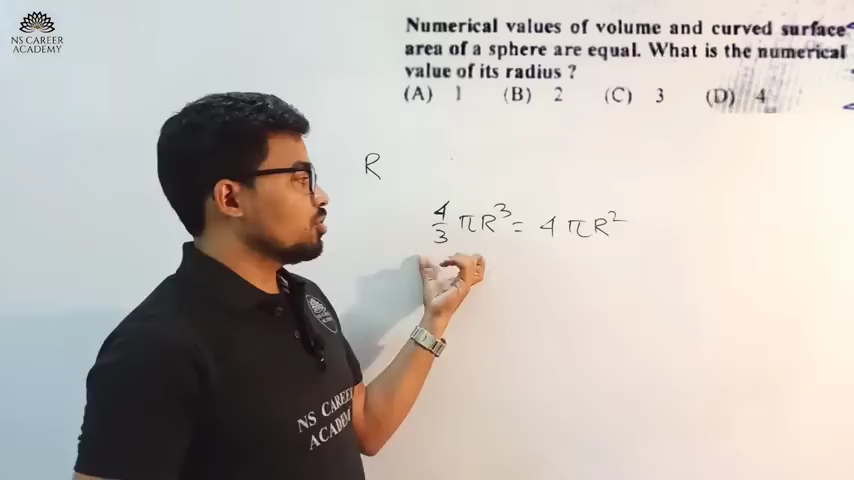 NS CAREER
ACADEMY
Numerical values of volume and curved surface
area of a sphere are equal. What is the numerical
value of its radius ?
(A) 1 (B) 2 (C) 3 (D) 4
R
4/3 πR³ = 4πR²
NS CAREER
ACADEMY